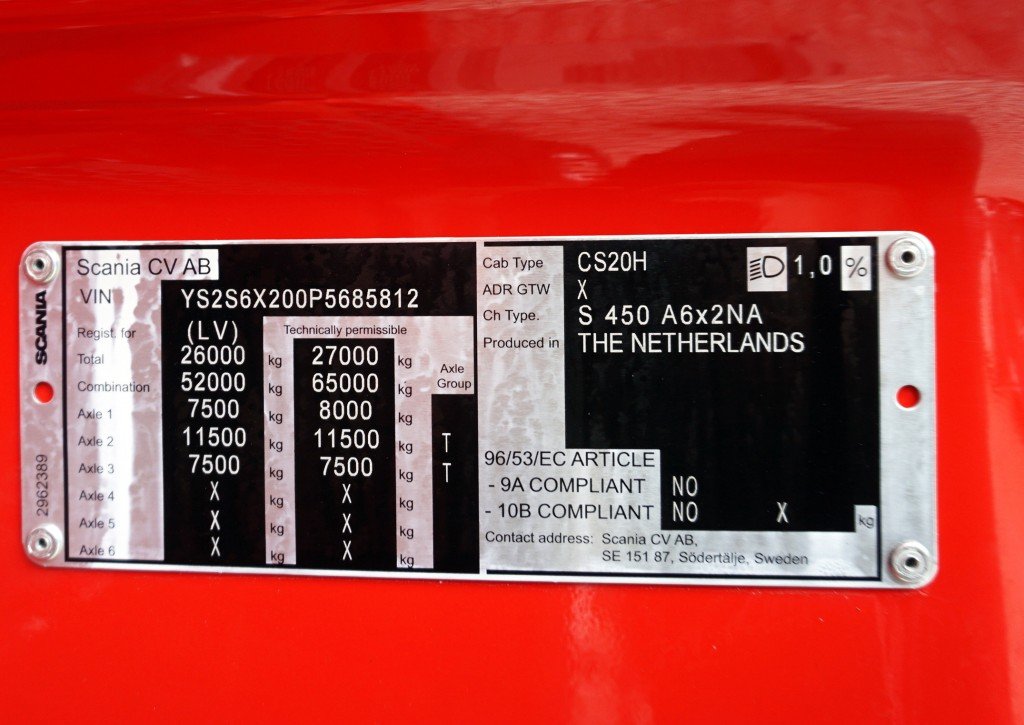 SCANIA
2962389
Scania CV AB
VIN YS2S6X200P5685812
Regist. for (LV) Technically permissible
Total 26000 kg 27000 kg Axle
Combination 52000 kg 65000 kg Group
Axle 1 7500 kg 8000 kg
Axle 2 11500 kg 11500 kg T
Axle 3 7500 kg 7500 kg T
Axle 4 X kg X kg
Axle 5 X kg X kg
Axle 6 X kg X kg
Cab Type CS20H 1,0 %
ADR GTW X
Ch Type. S 450 A6x2NA
Produced in THE NETHERLANDS
96/53/EC ARTICLE
- 9A COMPLIANT NO
- 10B COMPLIANT NO X kg
Contact address: Scania CV AB,
SE 151 87, Södertälje, Sweden